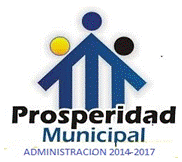 Prosperidad
Municipal
ADMINISTRACION 2014-2017